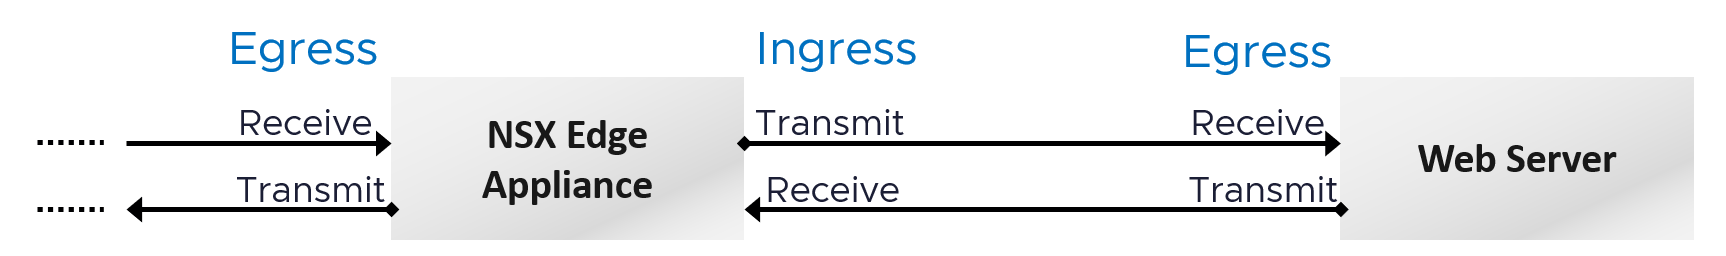 Egress
Ingress
Egress
Receive
NSX Edge
Appliance
Transmit
Receive
Web Server
Transmit
Receive
Transmit